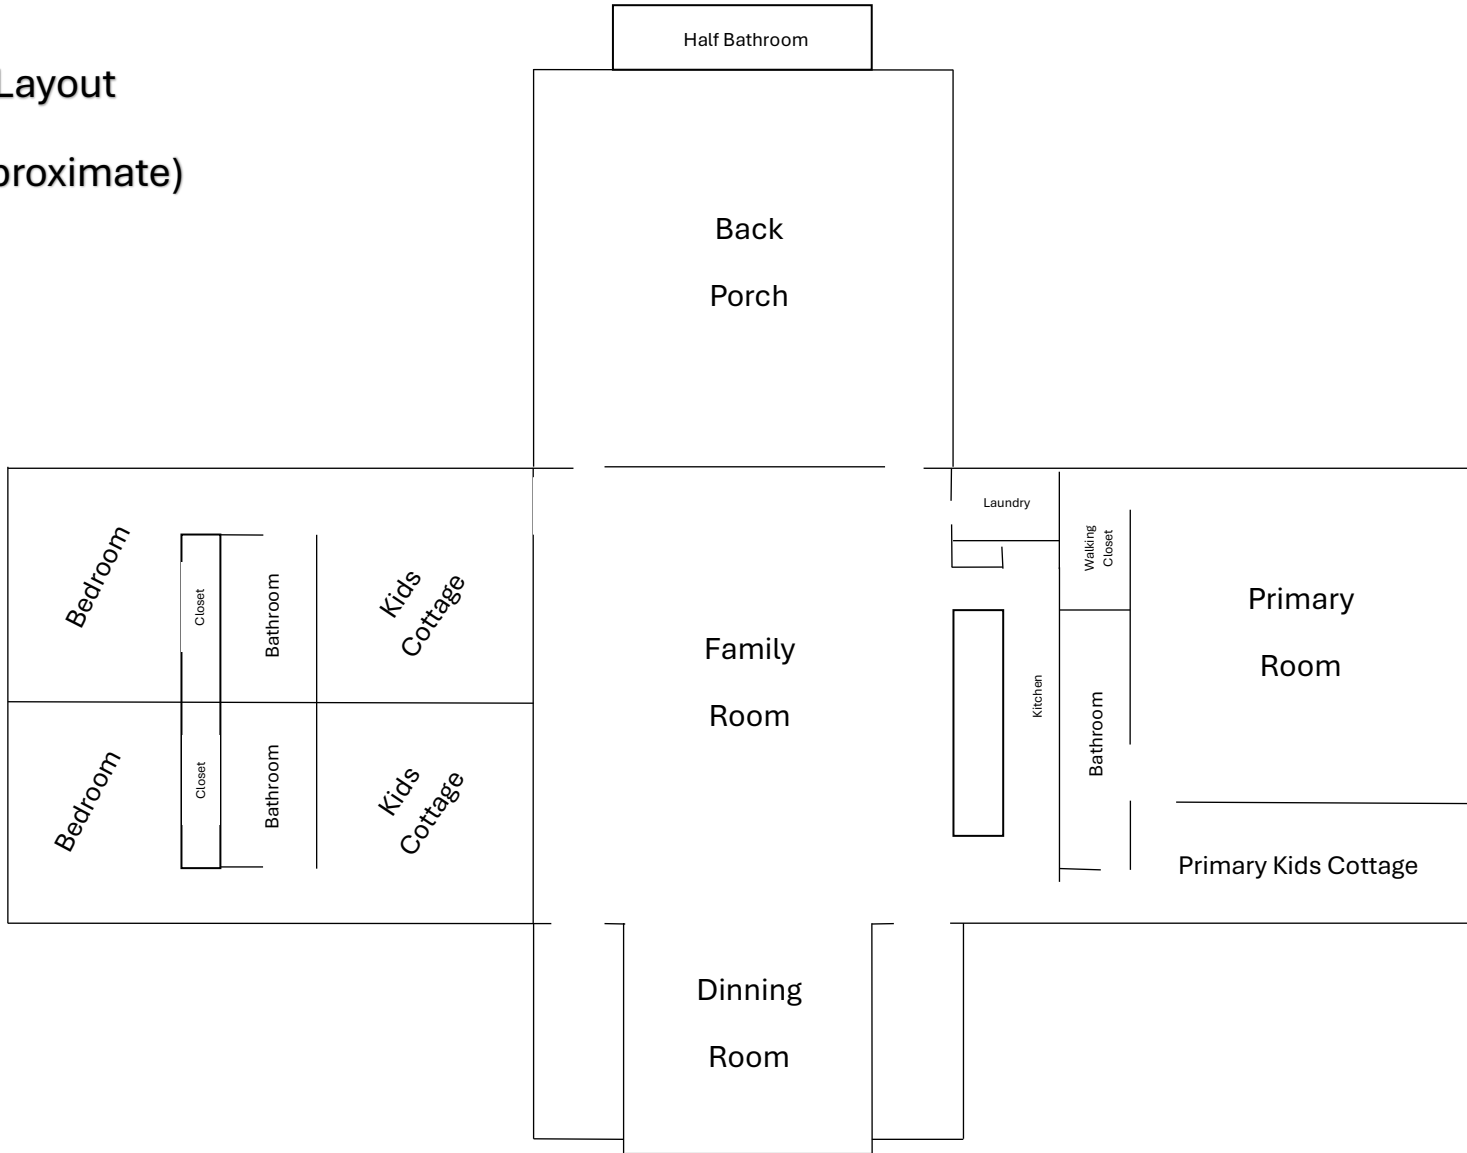 Half Bathroom
Layout
proximate)
Back
Porch
Laundry
Walking
Closet
Bedroom
Closet
Bathroom
Kids
Cottage
Family
Room
Kitchen
Bathroom
Primary
Room
Bedroom
Closet
Bathroom
Kids
Cottage
Primary Kids Cottage
Dinning
Room